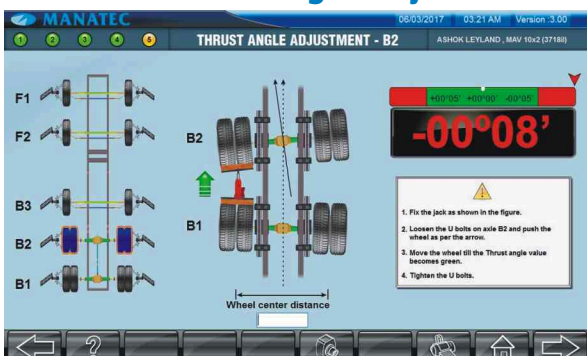 MANATEC
06/03/2017 03:21 AM Version :3.00
1 2 3 4 5
THRUST ANGLE ADJUSTMENT - B2
ASHOK LEYLAND , MAV 10x2 (3718il)
F1
F2
B3
B2
B1
B2
B1
Wheel center distance
+00°05' +00°00' -00°05'
-00°08'
1. Fix the jack as shown in the figure.
2. Loosen the U bolts on axle B2 and push the
wheel as per the arrow.
3. Move the wheel till the Thrust angle value
becomes green.
4. Tighten the U bolts.
?